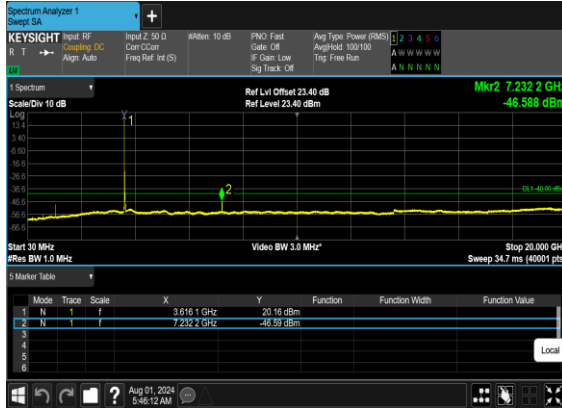 Spectrum Analyzer 1
Swept SA
+
KEYSIGHT
R T
Input: RF
Coupling: DC
Align: Auto
Input Z: 50 Ω
Corr CCorr
Freq Ref: Int (S)
#Atten: 10 dB
PNO: Fast
Gate: Off
IF Gain: Low
Sig Track: Off
Avg Type: Power (RMS)
Avg|Hold: 100/100
Trig: Free Run
1 2 3 4 5 6
A W W W W W
A N N N N N
1 Spectrum
Scale/Div 10 dB
Ref Lvl Offset 23.40 dB
Ref Level 23.40 dBm
Mkr2 7.232 2 GHz
-46.588 dBm
Log
13.4
3.40
-6.60
-16.6
-26.6
-36.6
-46.6
-56.6
-66.6
1
2
DL1 -40.00 dBm
Start 30 MHz
#Res BW 1.0 MHz
Video BW 3.0 MHz*
Stop 20.000 GHz
Sweep 34.7 ms (40001 pts)
5 Marker Table
Mode Trace Scale X Y Function Function Width Function Value
1 N 1 f 3.616 1 GHz 20.16 dBm
2 N 1 f 7.232 2 GHz -46.59 dBm
3
4
5
6
Local
?
Aug 01, 2024
5:46:12 AM